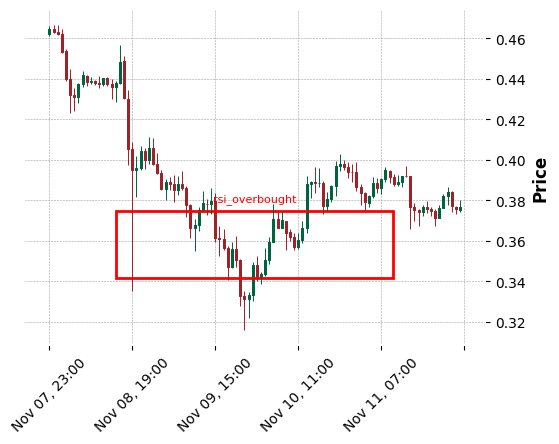 0.46
0.44
0.42
0.40
0.38
0.36
0.34
0.32
Price
rsi_overbought
Nov 07, 23:00
Nov 08, 19:00
Nov 09, 15:00
Nov 10, 11:00
Nov 11, 07:00